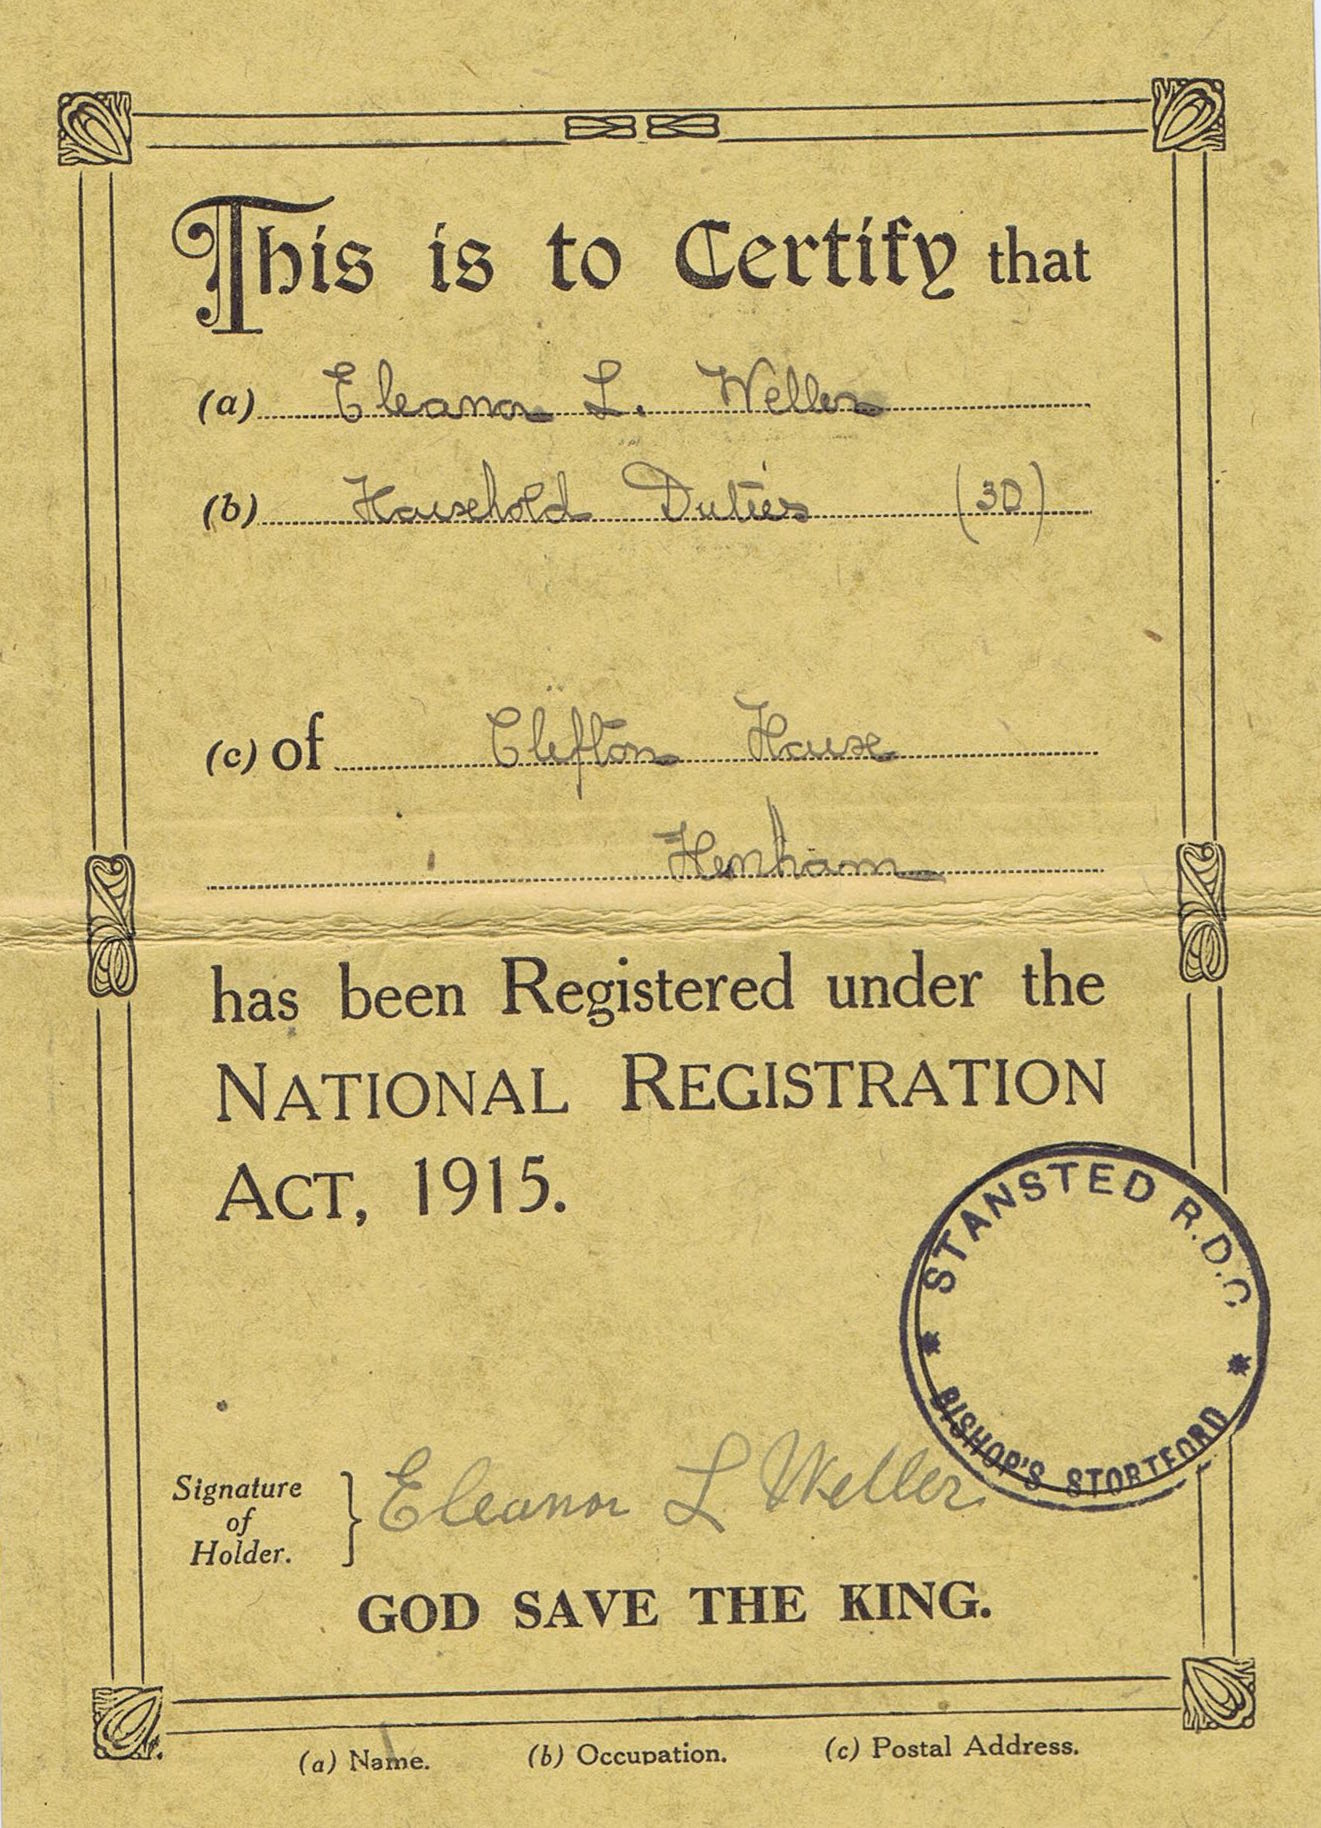 This is to Certify that
(a) Eleanor L. Weller
(b) Household Duties (30)
(c) of Clefton House
Henham
has been Registered under the
NATIONAL REGISTRATION
ACT, 1915.
STANSTED R.D.C
* *
BISHOP'S STORTFORD
Signature
of
Holder. } Eleanor L Weller
GOD SAVE THE KING.
(a) Name. (b) Occupation. (c) Postal Address.